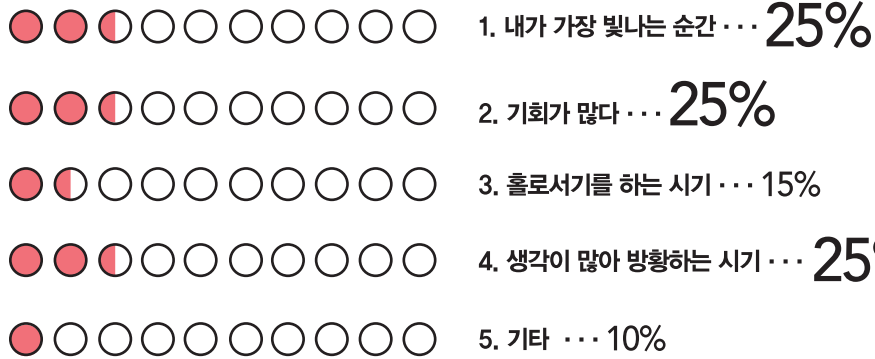 1. 내가 가장 빛나는 순간 ··· 25%
2. 기회가 많다 ··· 25%
3. 홀로서기를 하는 시기 ··· 15%
4. 생각이 많아 방황하는 시기 ··· 25%
5. 기타 ··· 10%